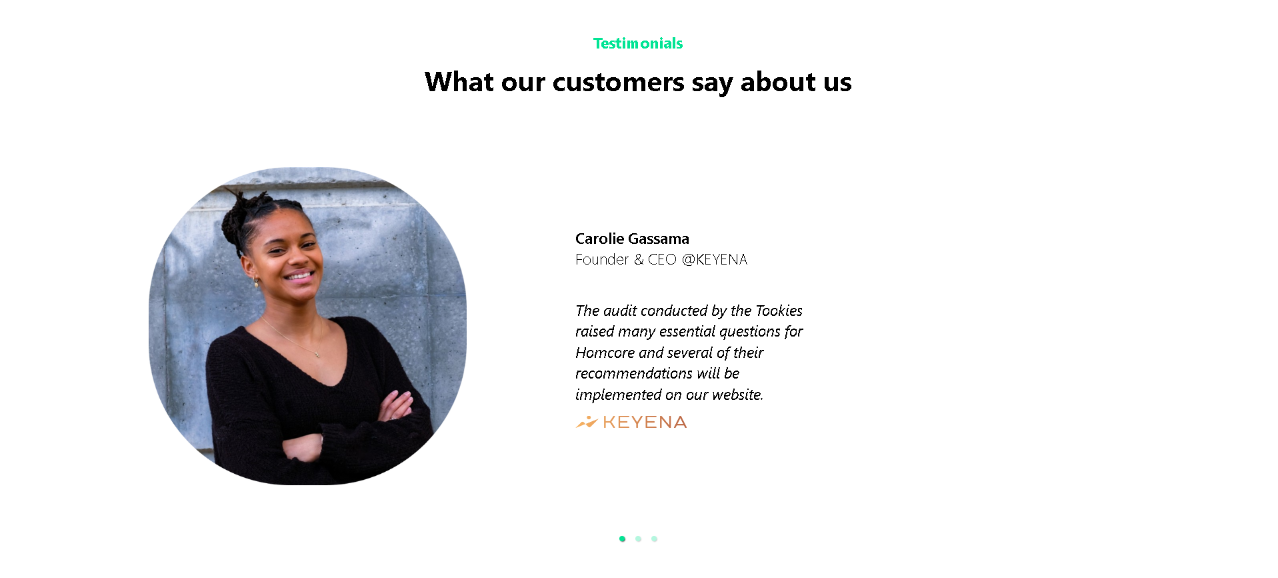 Testimonials
What our customers say about us
Carolie Gassama
Founder & CEO @KEYENA
The audit conducted by the Tookies
raised many essential questions for
Homcore and several of their
recommendations will be
implemented on our website.
KEYENA